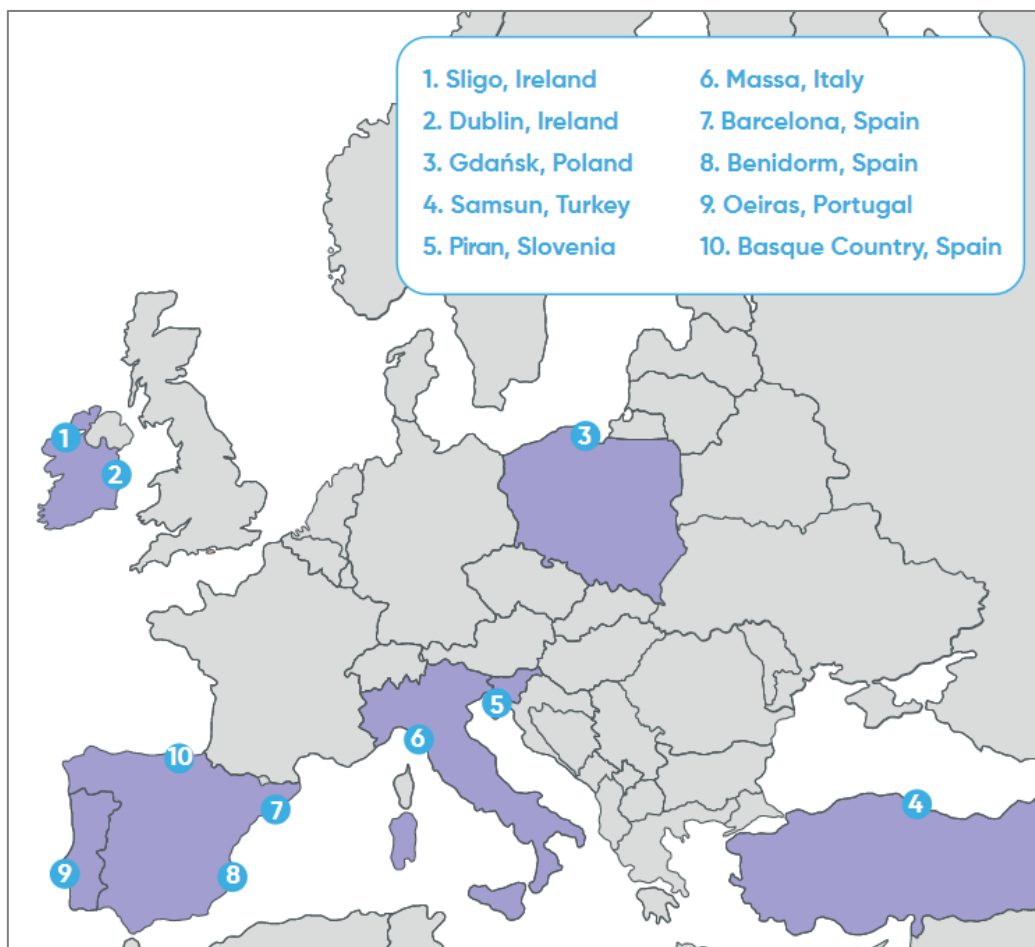 1. Sligo, Ireland
2. Dublin, Ireland
3. Gdańsk, Poland
4. Samsun, Turkey
5. Piran, Slovenia
6. Massa, Italy
7. Barcelona, Spain
8. Benidorm, Spain
9. Oeiras, Portugal
10. Basque Country, Spain
1
2
3
5
6
10
7
4
9
8